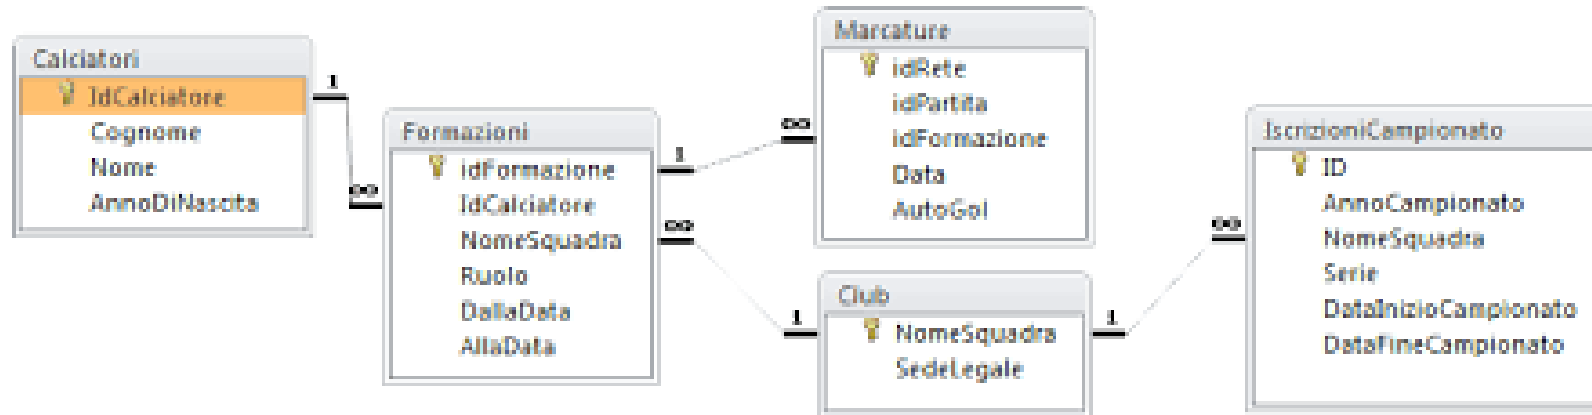 Calciatori
IdCalciatore
Cognome
Nome
AnnoDiNascita
1
∞
Formazioni
idFormazione
IdCalciatore
NomeSquadra
Ruolo
DallaData
AllaData
1
∞
∞
1
Marcature
idRete
idPartita
idFormazione
Data
AutoGol
Club
NomeSquadra
SedeLegale
1
∞
IscrizioniCampionato
ID
AnnoCampionato
NomeSquadra
Serie
DataInizioCampionato
DataFineCampionato